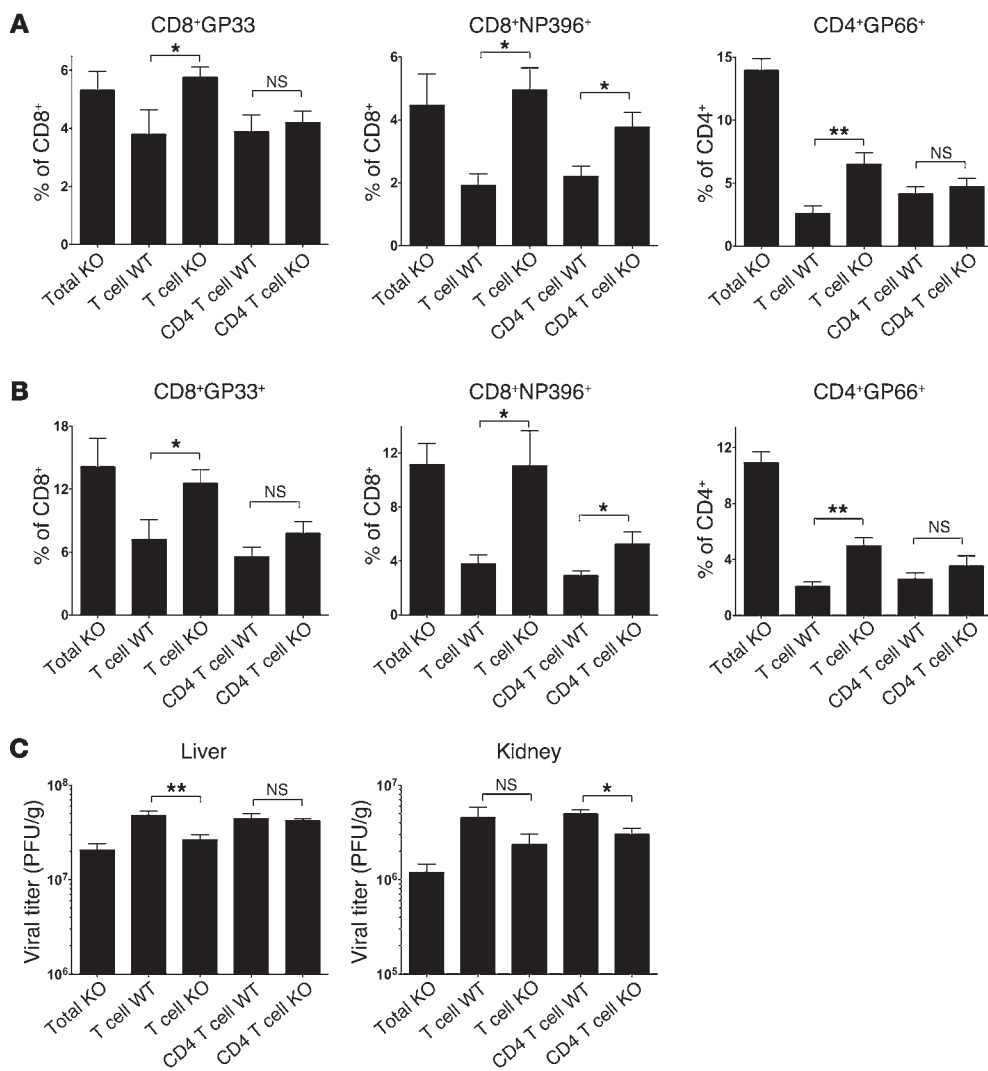 A
CD8⁺GP33
CD8⁺NP396⁺
CD4⁺GP66⁺
% of CD8⁺
6
4
2
0
*
NS
Total KO
T cell WT
T cell KO
CD4 T cell WT
CD4 T cell KO
% of CD8⁺
6
4
2
0
*
*
Total KO
T cell WT
T cell KO
CD4 T cell WT
CD4 T cell KO
% of CD4⁺
15
10
5
0
**
NS
Total KO
T cell WT
T cell KO
CD4 T cell WT
CD4 T cell KO
B
CD8⁺GP33⁺
CD8⁺NP396⁺
CD4⁺GP66⁺
% of CD8⁺
18
12
6
0
*
NS
Total KO
T cell WT
T cell KO
CD4 T cell WT
CD4 T cell KO
% of CD8⁺
12
8
4
0
*
*
Total KO
T cell WT
T cell KO
CD4 T cell WT
CD4 T cell KO
% of CD4⁺
12
8
4
0
**
NS
Total KO
T cell WT
T cell KO
CD4 T cell WT
CD4 T cell KO
C
Liver
Kidney
Viral titer (PFU/g)
10⁸
10⁷
10⁶
**
NS
Total KO
T cell WT
T cell KO
CD4 T cell WT
CD4 T cell KO
Viral titer (PFU/g)
10⁷
10⁶
10⁵
NS
*
Total KO
T cell WT
T cell KO
CD4 T cell WT
CD4 T cell KO